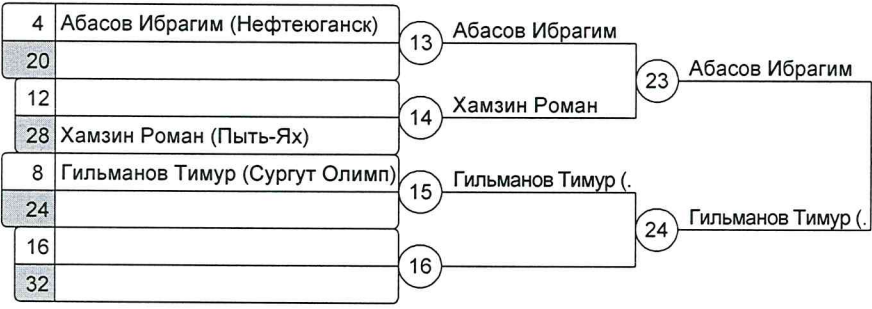 4 Абасов Ибрагим (Нефтеюганск)
20
13 Абасов Ибрагим
12
28 Хамзин Роман (Пыть-Ях)
14 Хамзин Роман
23 Абасов Ибрагим
8 Гильманов Тимур (Сургут Олимп)
24
15 Гильманов Тимур (.
16
32
16
24 Гильманов Тимур (.